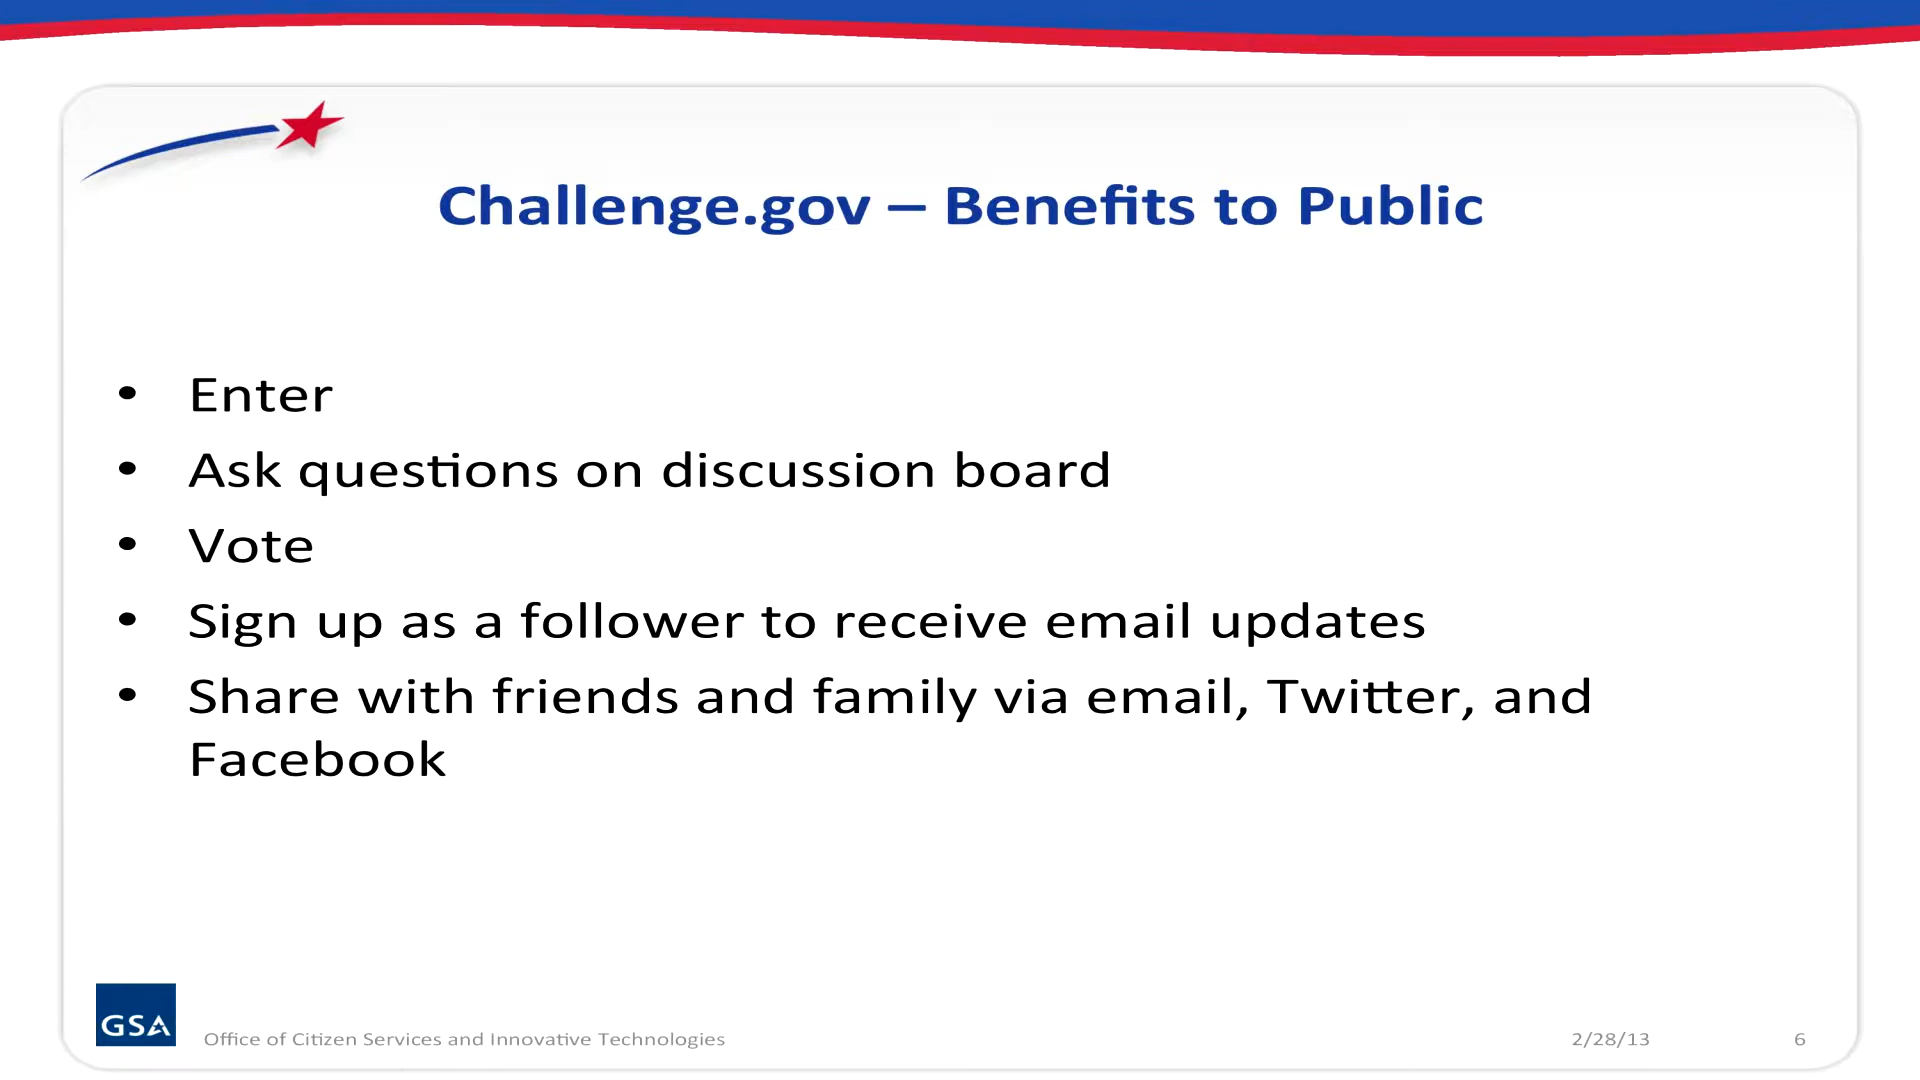 Challenge.gov – Benefits to Public
• Enter
• Ask questions on discussion board
• Vote
• Sign up as a follower to receive email updates
• Share with friends and family via email, Twitter, and
Facebook
GSA
Office of Citizen Services and Innovative Technologies
2/28/13
6